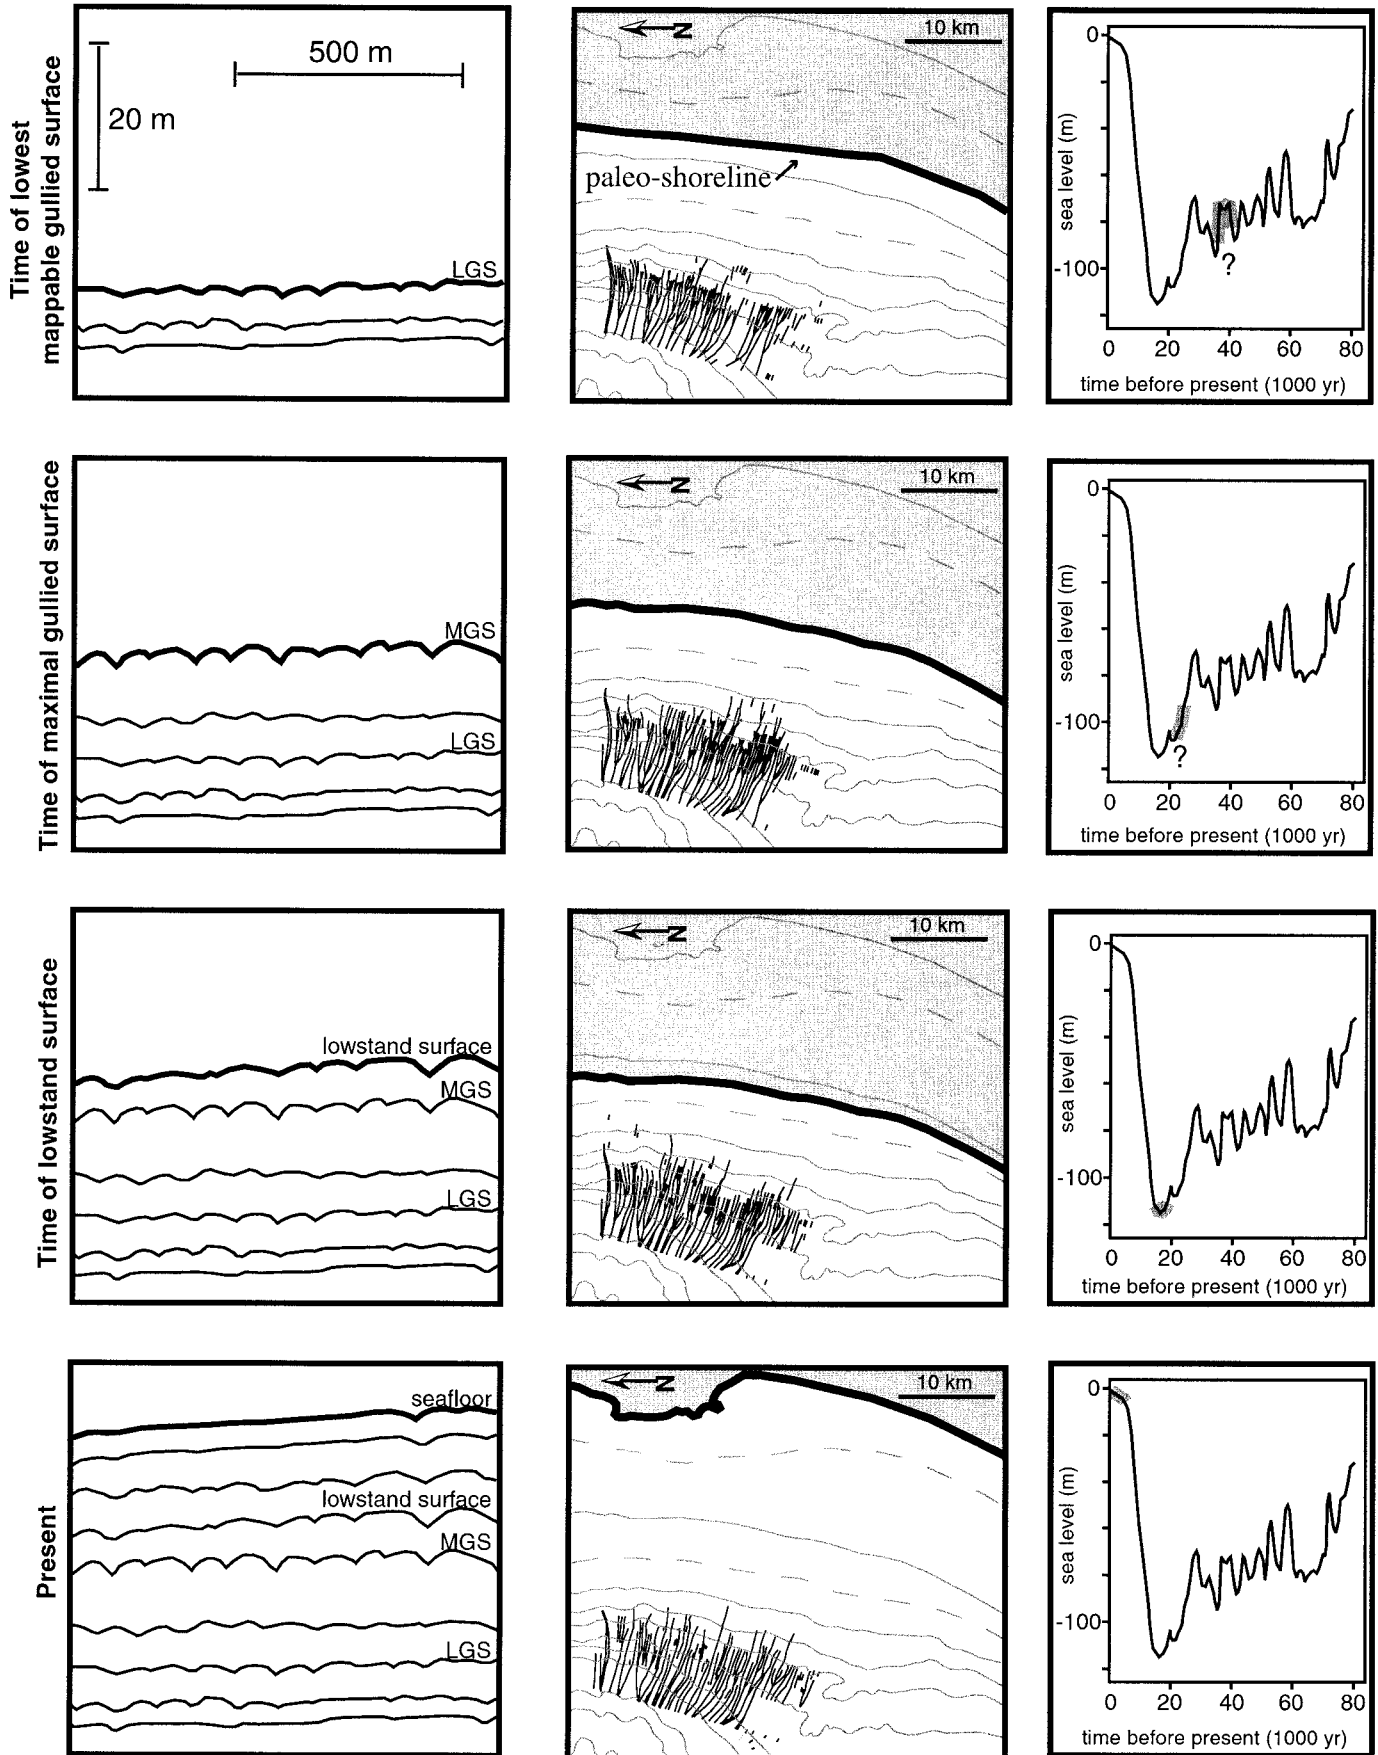 Time of lowest
mappable gullied surface
500 m
20 m
LGS
N
10 km
paleo-shoreline
0
-100
sea level (m)
?
0 20 40 60 80
time before present (1000 yr)
Time of maximal gullied surface
MGS
LGS
N
10 km
0
-100
sea level (m)
?
0 20 40 60 80
time before present (1000 yr)
Time of lowstand surface
lowstand surface
MGS
LGS
N
10 km
0
-100
sea level (m)
0 20 40 60 80
time before present (1000 yr)
Present
seafloor
lowstand surface
MGS
LGS
N
10 km
0
-100
sea level (m)
0 20 40 60 80
time before present (1000 yr)